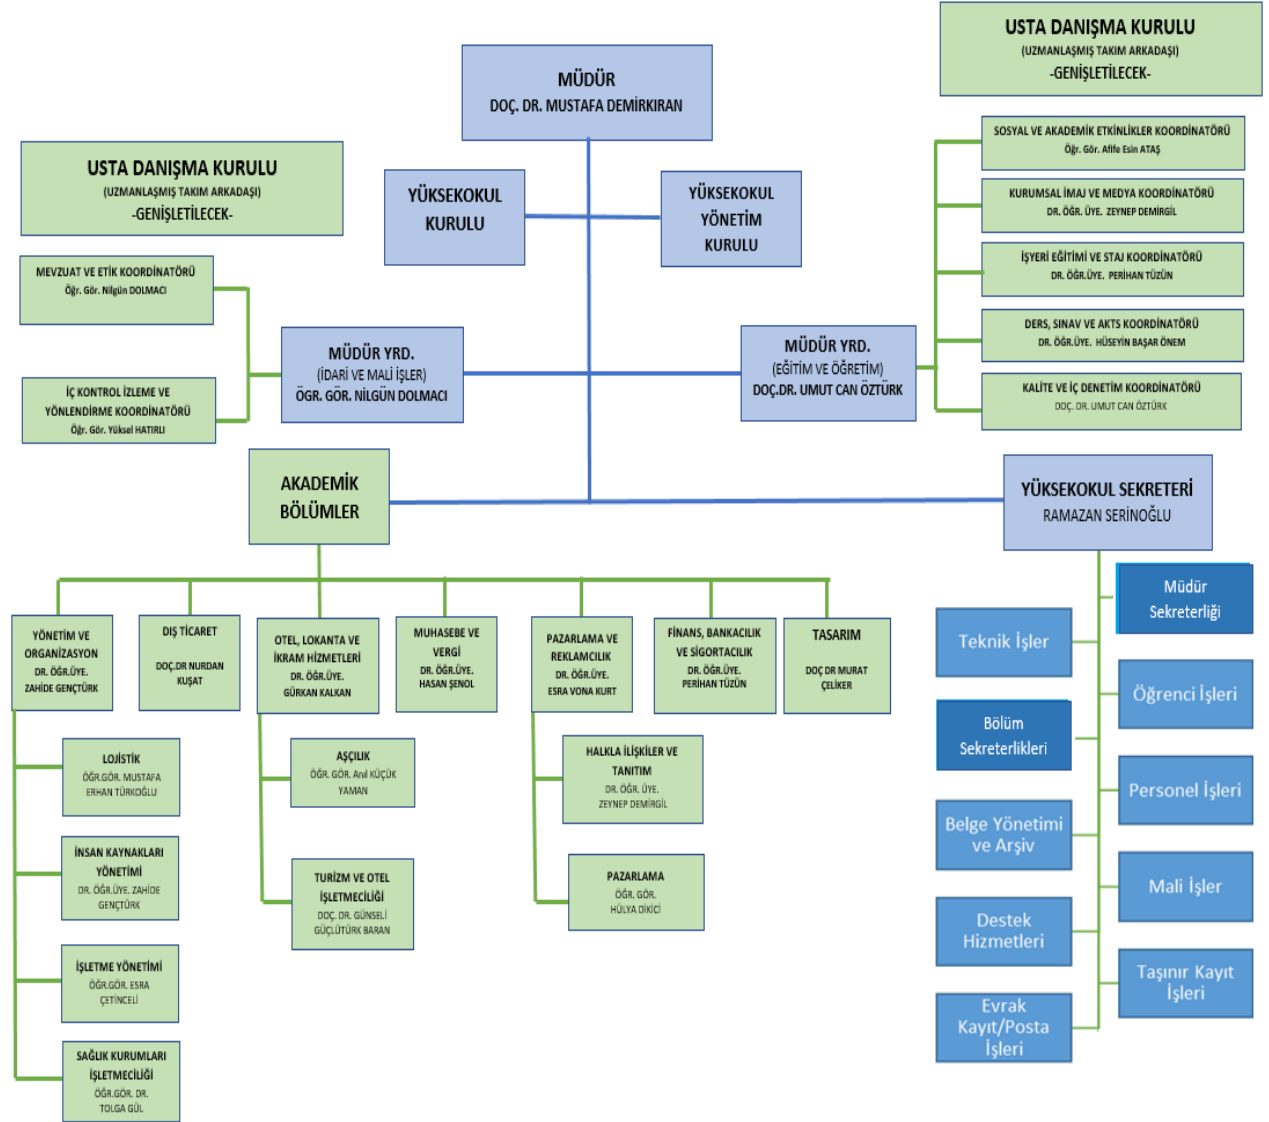 USTA DANIŞMA KURULU
(UZMANLAŞMIŞ TAKIM ARKADAŞI)
-GENİŞLETİLECEK-
MÜDÜR
DOÇ. DR. MUSTAFA DEMİRKIRAN
SOSYAL VE AKADEMİK ETKİNLİKLER KOORDİNATÖRÜ
Öğr. Gör. Afife Esin ATAŞ
USTA DANIŞMA KURULU
(UZMANLAŞMIŞ TAKIM ARKADAŞI)
-GENİŞLETİLECEK-
YÜKSEKOKUL
KURULU
YÜKSEKOKUL
YÖNETİM
KURULU
KURUMSAL İMAJ VE MEDYA KOORDİNATÖRÜ
DR. ÖĞR. ÜYE. ZEYNEP DEMİRGİL
İŞYERİ EĞİTİMİ VE STAJ KOORDİNATÖRÜ
DR. ÖĞR.ÜYE. PERİHAN TÜZÜN
MEVZUAT VE ETİK KOORDİNATÖRÜ
Öğr. Gör. Nilgün DOLMACI
DERS, SINAV VE AKTS KOORDİNATÖRÜ
DR. ÖĞR.ÜYE. HÜSEYİN BAŞAR ÖNEM
MÜDÜR YRD.
(İDARİ VE MALİ İŞLER)
ÖGR. GÖR. NİLGÜN DOLMACI
MÜDÜR YRD.
(EĞİTİM VE ÖĞRETİM)
DOÇ.DR. UMUT CAN ÖZTÜRK
KALİTE VE İÇ DENETİM KOORDİNATÖRÜ
DOÇ. DR. UMUT CAN ÖZTÜRK
İÇ KONTROL İZLEME VE
YÖNLENDİRME KOORDİNATÖRÜ
Öğr. Gör. Yüksel HATIRLI
AKADEMİK
BÖLÜMLER
YÜKSEKOKUL SEKRETERİ
RAMAZAN SERİNOĞLU
YÖNETİM VE
ORGANİZASYON
DR. ÖĞR.ÜYE.
ZAHİDE GENÇTÜRK
DIŞ TİCARET
DOÇ.DR NURDAN
KUŞAT
OTEL, LOKANTA VE
İKRAM HİZMETLERİ
DR. ÖĞR.ÜYE.
GÜRKAN KALKAN
MUHASEBE VE
VERGİ
DR. ÖĞR.ÜYE.
HASAN ŞENOL
PAZARLAMA VE
REKLAMCILIK
DR. ÖĞR.ÜYE.
ESRA VONA KURT
FİNANS, BANKACILIK
VE SİGORTACILIK
DR. ÖĞR.ÜYE.
PERİHAN TÜZÜN
TASARIM
DOÇ DR MURAT
ÇELİKER
LOJİSTİK
ÖĞR.GÖR. MUSTAFA
ERHAN TÜRKOĞLU
İNSAN KAYNAKLARI
YÖNETİMİ
DR. ÖĞR.ÜYE. ZAHİDE
GENÇTÜRK
İŞLETME YÖNETİMİ
ÖĞR.GÖR. ESRA
ÇETİNCELİ
SAĞLIK KURUMLARI
İŞLETMECİLİĞİ
ÖĞR.GÖR. DR.
TOLGA GÜL
AŞÇILIK
ÖĞR. GÖR. Anıl KÜÇÜK
YAMAN
TURİZM VE OTEL
İŞLETMECİLİĞİ
DOÇ. DR. GÜNSELİ
GÜÇLÜTÜRK BARAN
HALKLA İLİŞKİLER VE
TANITIM
DR. ÖĞR. ÜYE.
ZEYNEP DEMİRGİL
PAZARLAMA
ÖĞR. GÖR.
HÜLYA DİKİCİ
Müdür
Sekreterliği
Teknik İşler
Öğrenci İşleri
Bölüm
Sekreterlikleri
Personel İşleri
Belge Yönetimi
ve Arşiv
Mali İşler
Destek
Hizmetleri
Taşınır Kayıt
İşleri
Evrak
Kayıt/Posta
İşleri